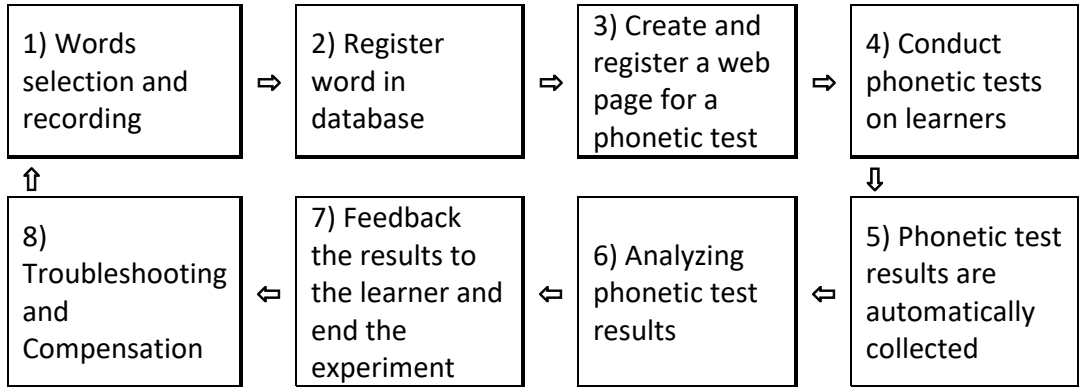 1) Words
selection and
recording
⇨
2) Register
word in
database
⇨
3) Create and
register a web
page for a
phonetic test
⇨
4) Conduct
phonetic tests
on learners
⇩
5) Phonetic test
results are
automatically
collected
⇦
6) Analyzing
phonetic test
results
⇦
7) Feedback
the results to
the learner and
end the
experiment
⇦
8)
Troubleshooting
and
Compensation
⇧